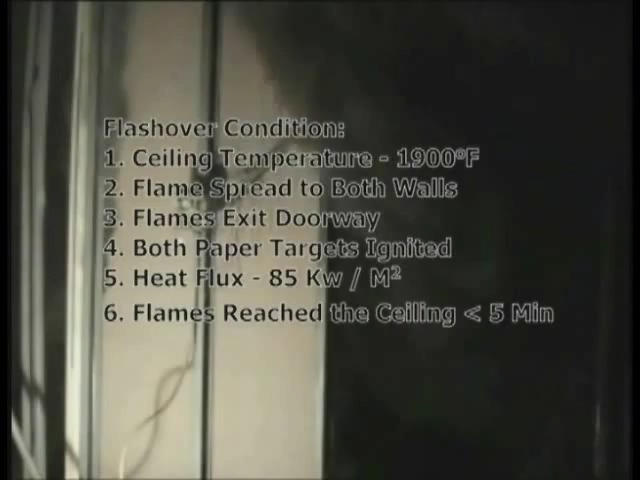 Flashover Condition:
1. Ceiling Temperature - 1900°F
2. Flame Spread to Both Walls
3. Flames Exit Doorway
4. Both Paper Targets Ignited
5. Heat Flux - 85 Kw / M²
6. Flames Reached the Ceiling < 5 Min